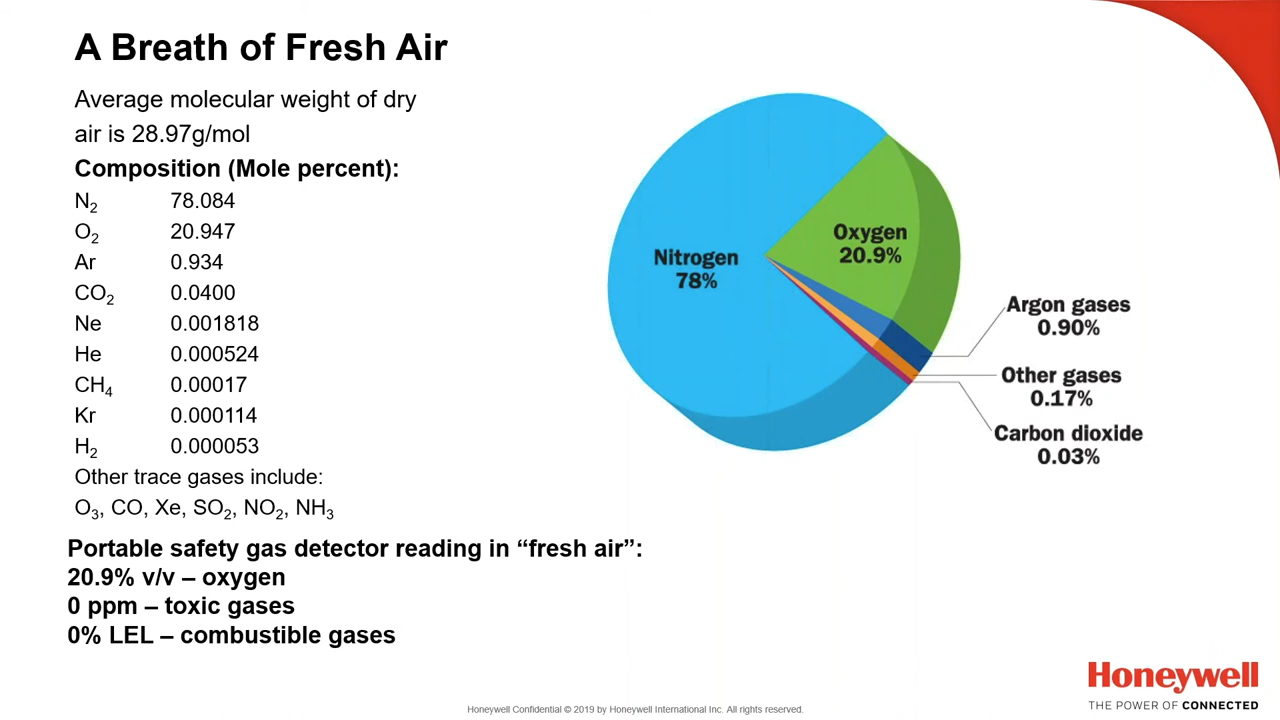 A Breath of Fresh Air
Average molecular weight of dry
air is 28.97g/mol
Composition (Mole percent):
N₂ 78.084
O₂ 20.947
Ar 0.934
CO₂ 0.0400
Ne 0.001818
He 0.000524
CH₄ 0.00017
Kr 0.000114
H₂ 0.000053
Other trace gases include:
O₃, CO, Xe, SO₂, NO₂, NH₃
Portable safety gas detector reading in “fresh air”:
20.9% v/v – oxygen
0 ppm – toxic gases
0% LEL – combustible gases
Nitrogen
78%
Oxygen
20.9%
Argon gases
0.90%
Other gases
0.17%
Carbon dioxide
0.03%
Honeywell
THE POWER OF CONNECTED
Honeywell Confidential © 2019 by Honeywell International Inc. All rights reserved.